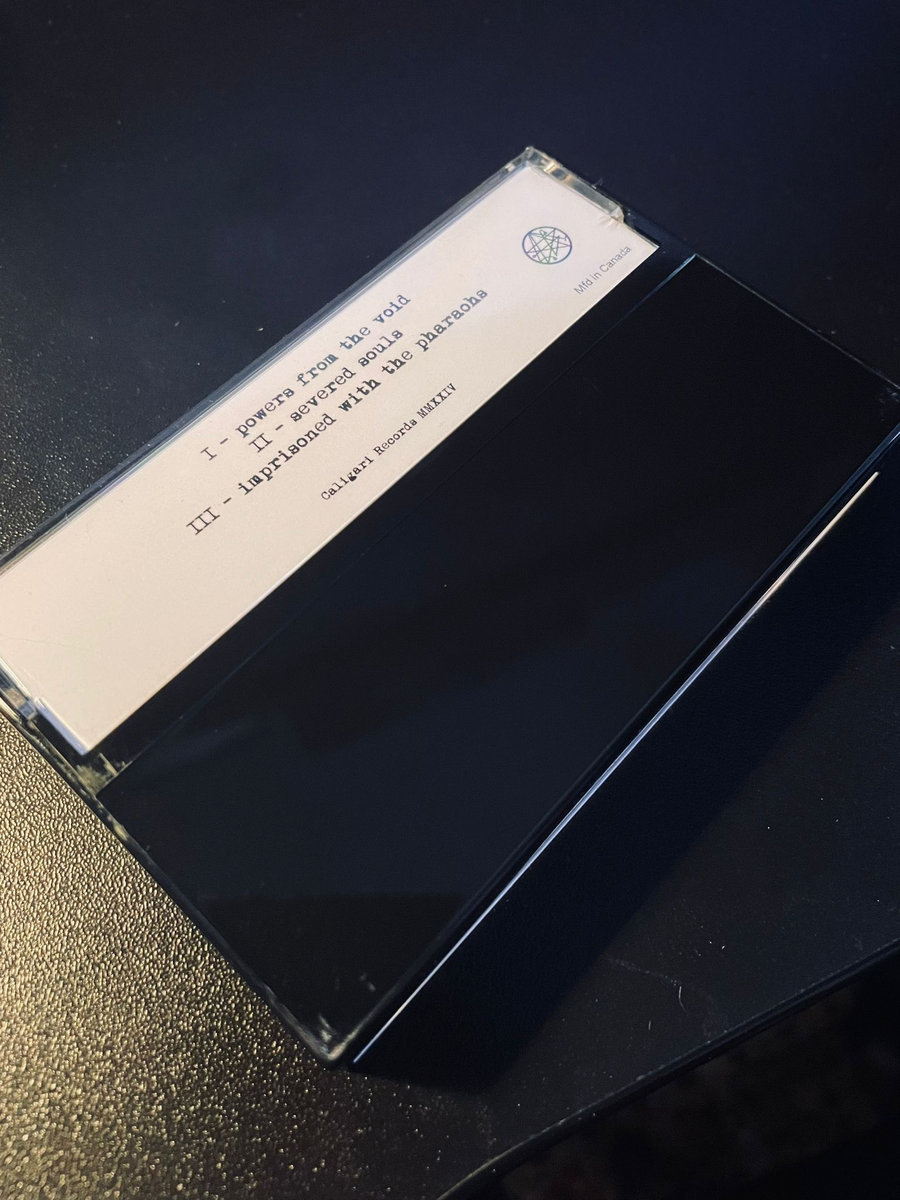 I - powers from the void
II - severed souls
III - imprisoned with the pharaohs
Caligari Records MMXXIV
Mfd in Canada